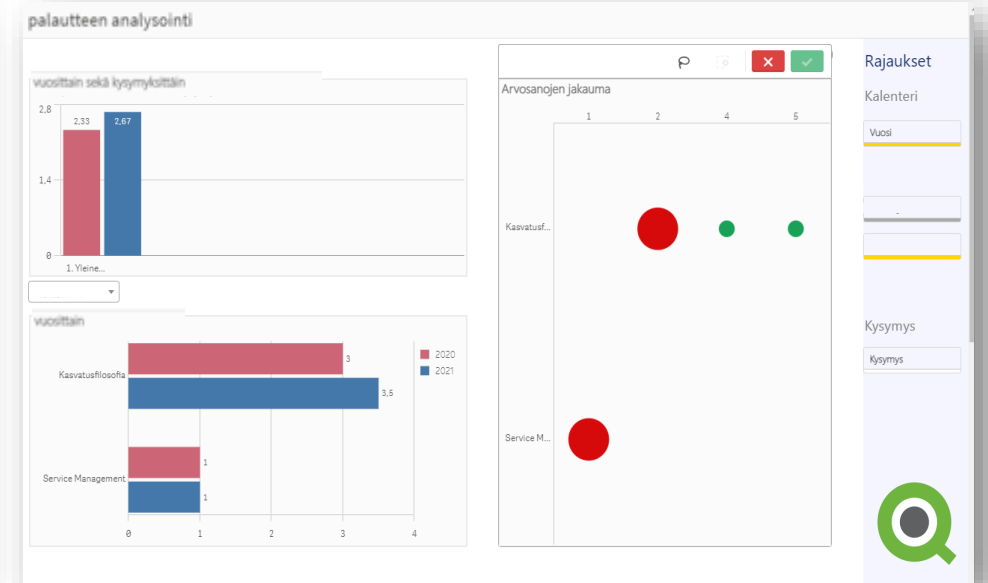 palautteen analysointi
vuosittain sekä kysymyksittäin
2,8
2,33
2,67
1,4
0
1. Yleine...
vuosittain
Kasvatusfilosofia
3
3,5
Service Management
1
1
0
1
2
3
4
2020
2021
Arvosanojen jakauma
1
2
4
5
Kasvatusf...
Service M...
Rajaukset
Kalenteri
Vuosi
-
Kysymys
Kysymys